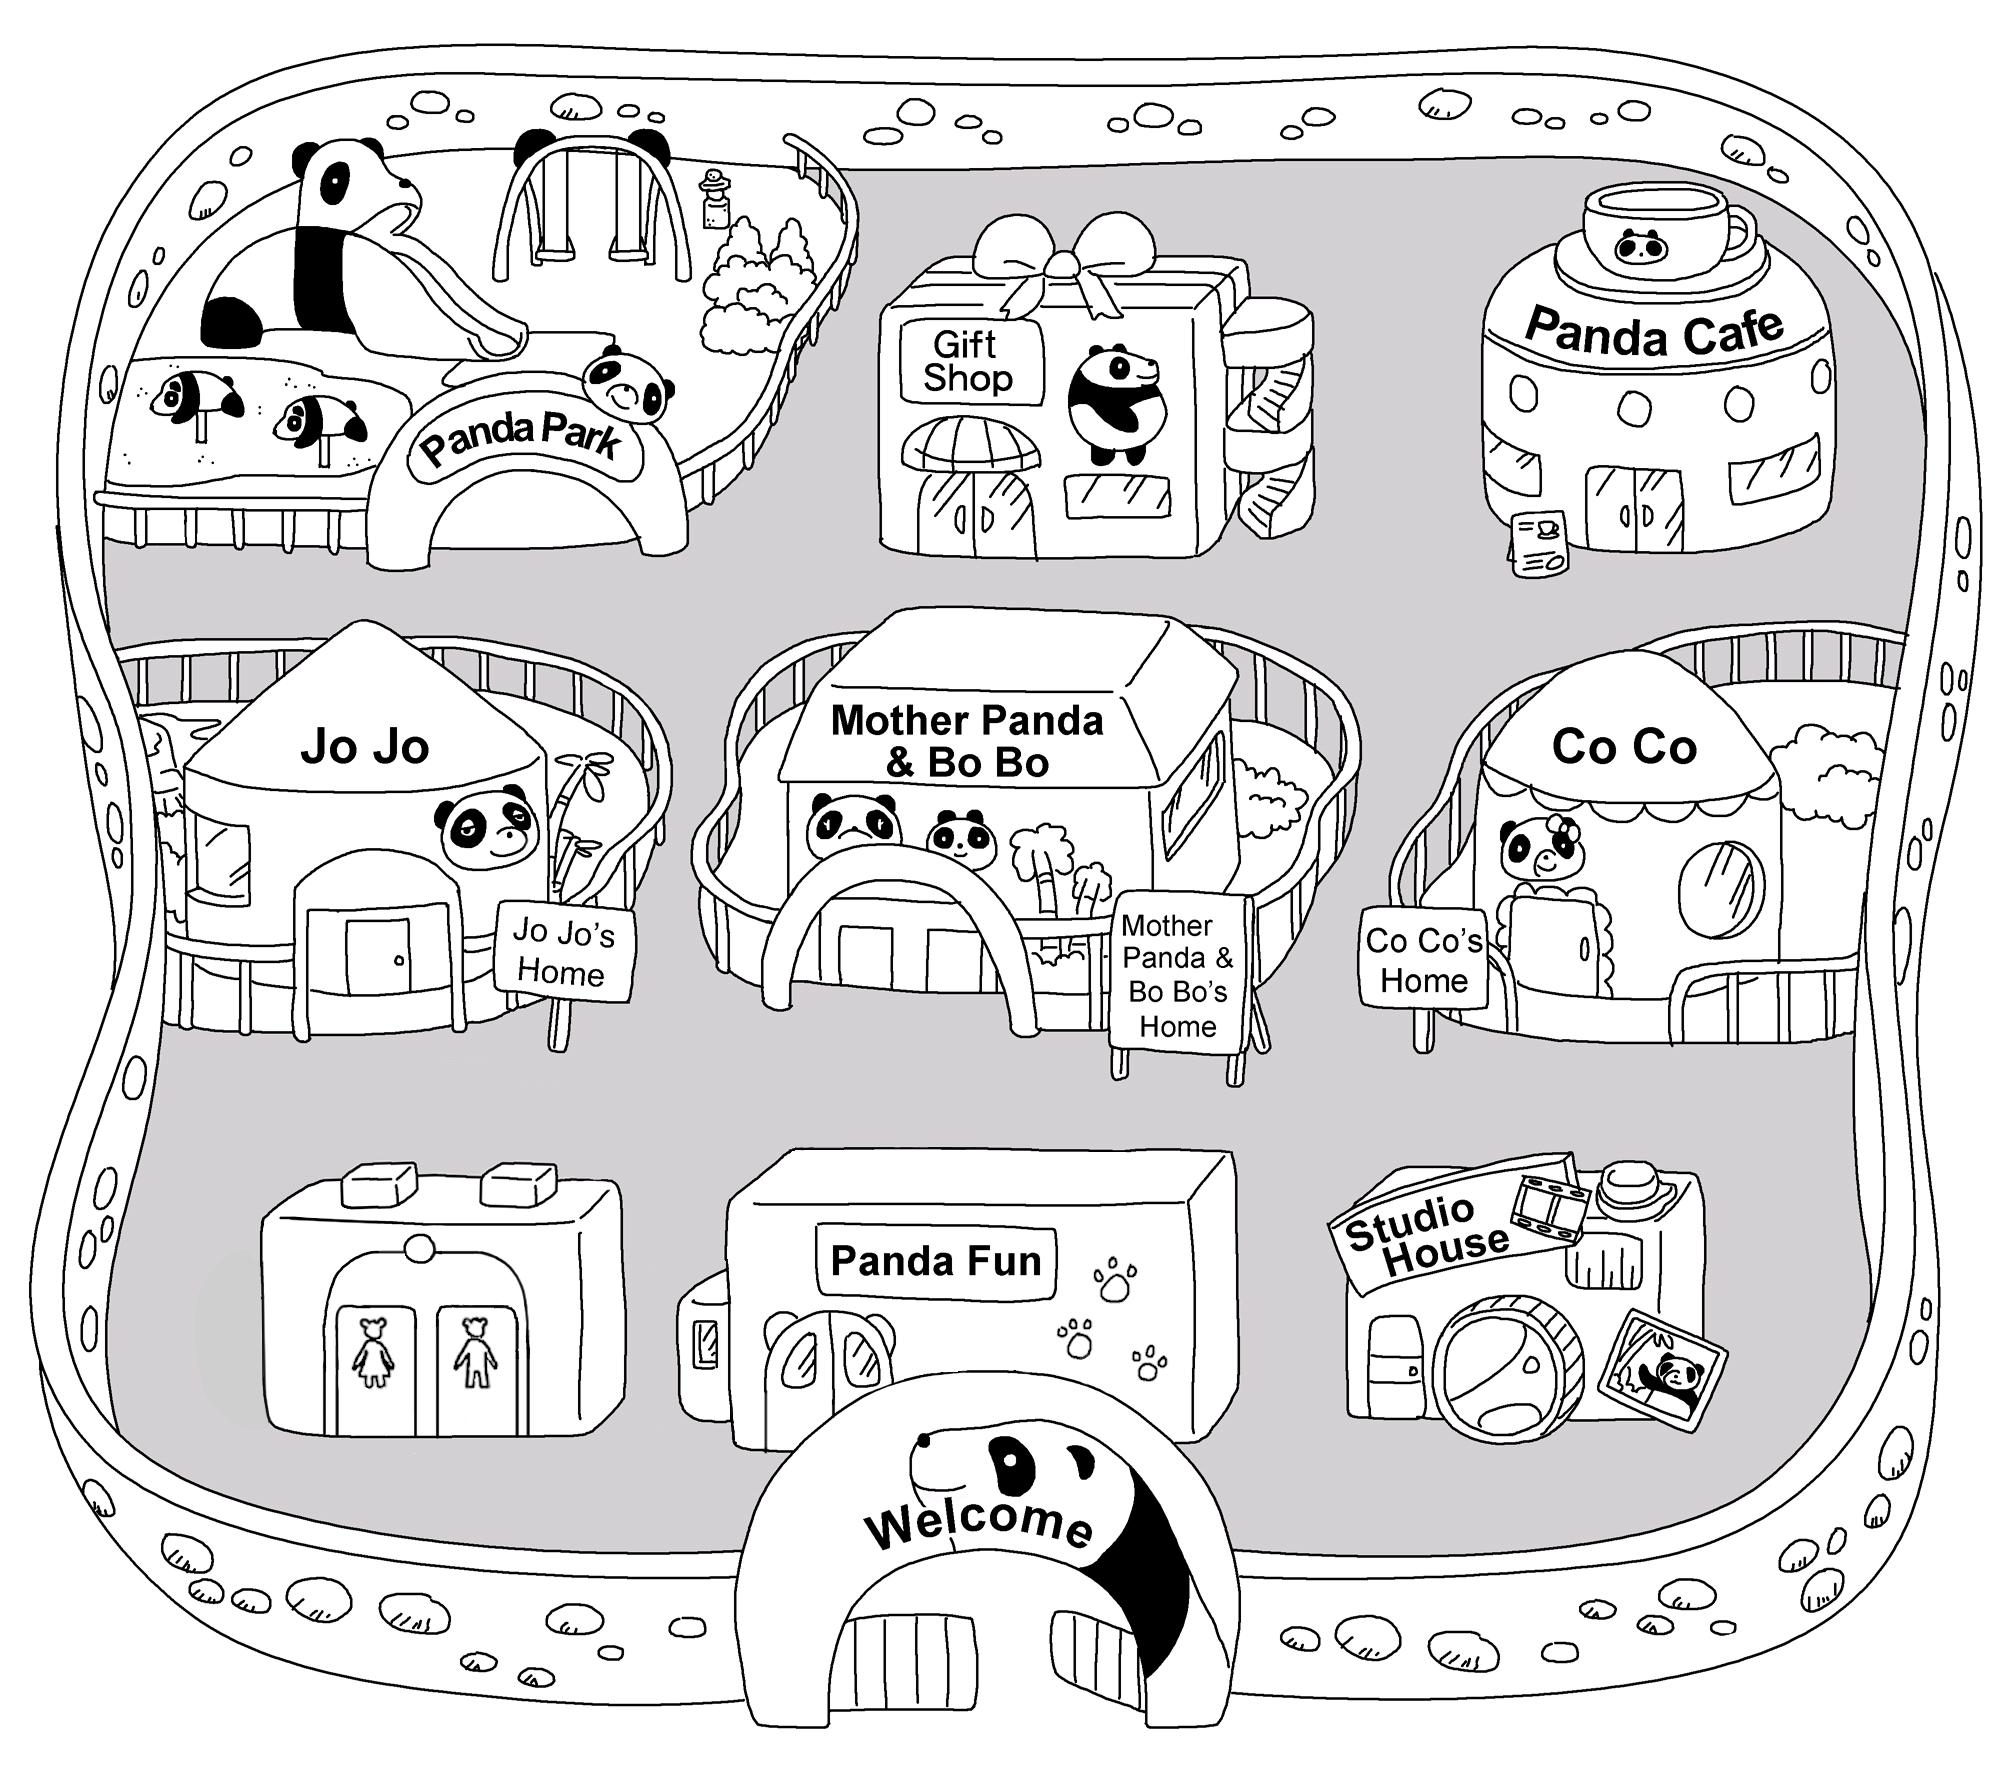 Panda Park
Gift
Shop
Panda Cafe
Jo Jo
Jo Jo’s
Home
Mother Panda
& Bo Bo
Mother
Panda &
Bo Bo’s
Home
Co Co
Co Co’s
Home
Panda Fun
Studio
House
Welcome